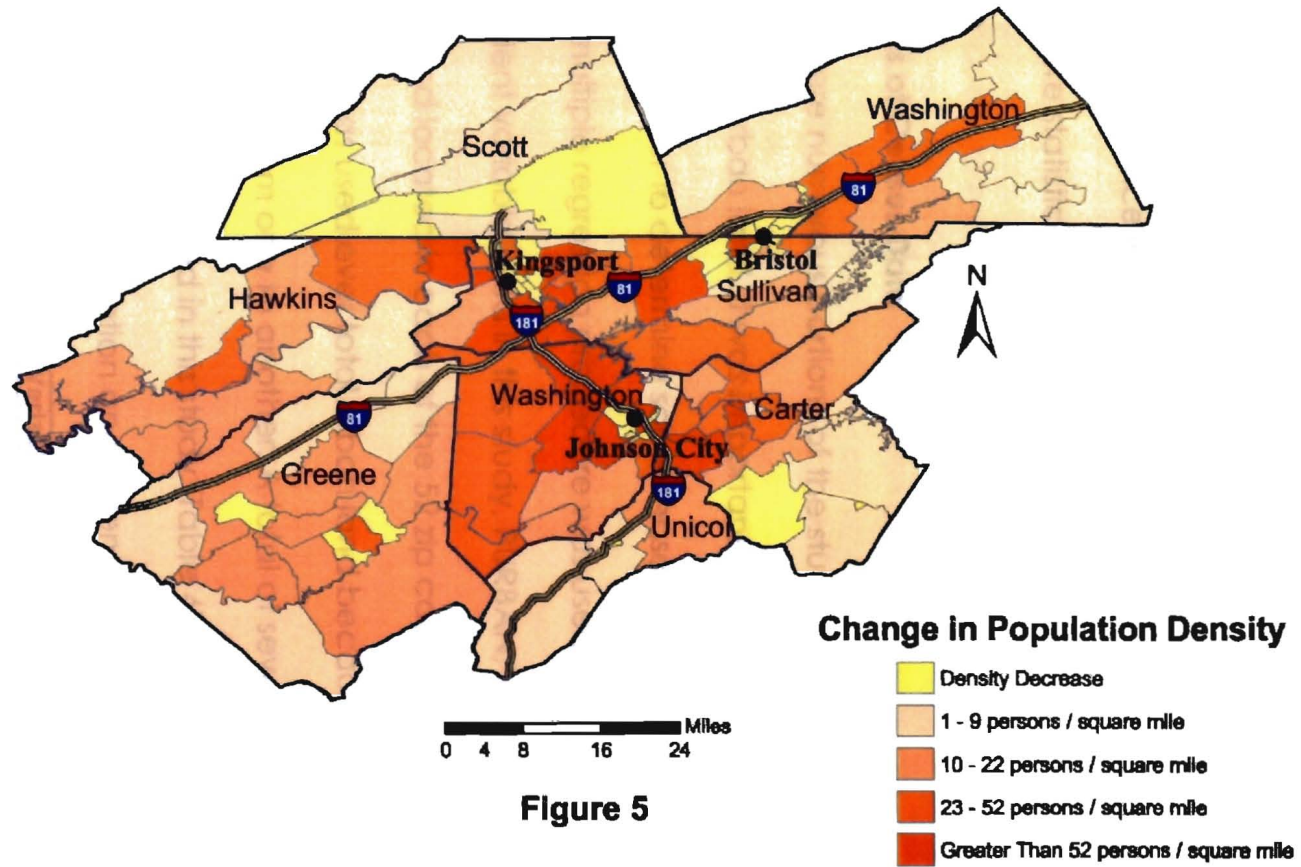 Washington
Scott
81
Kingsport
Bristol
Hawkins
81
Sullivan
N
181
Washington
Carter
81
Johnson City
Greene
181
Unicol
Change in Population Density
Density Decrease
Miles
1 - 9 persons / square mile
0 4 8 16 24
10 - 22 persons / square mile
Figure 5
23 - 52 persons / square mile
Greater Than 52 persons / square mile